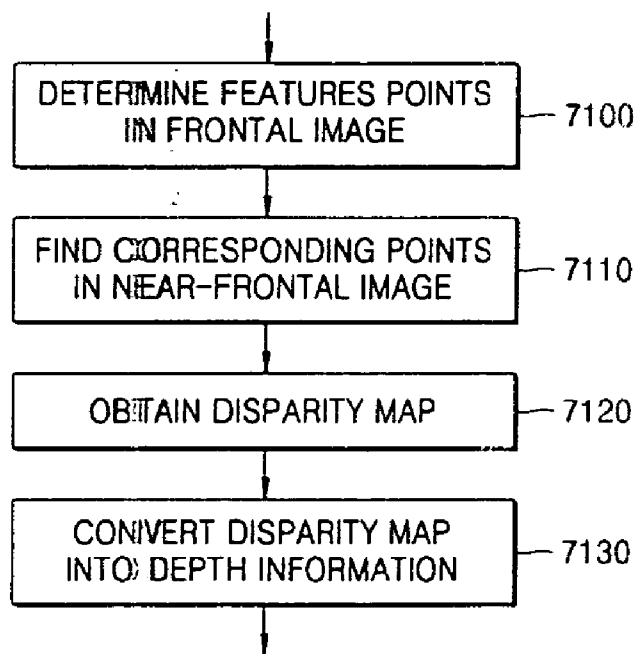 DETERMINE FEATURES POINTS
IN FRONTAL IMAGE
7100
FIND CORRESPONDING POINTS
IN NEAR-FRONTAL IMAGE
7110
OBTAIN DISPARITY MAP
7120
CONVERT DISPARITY MAP
INTO DEPTH INFORMATION
7130